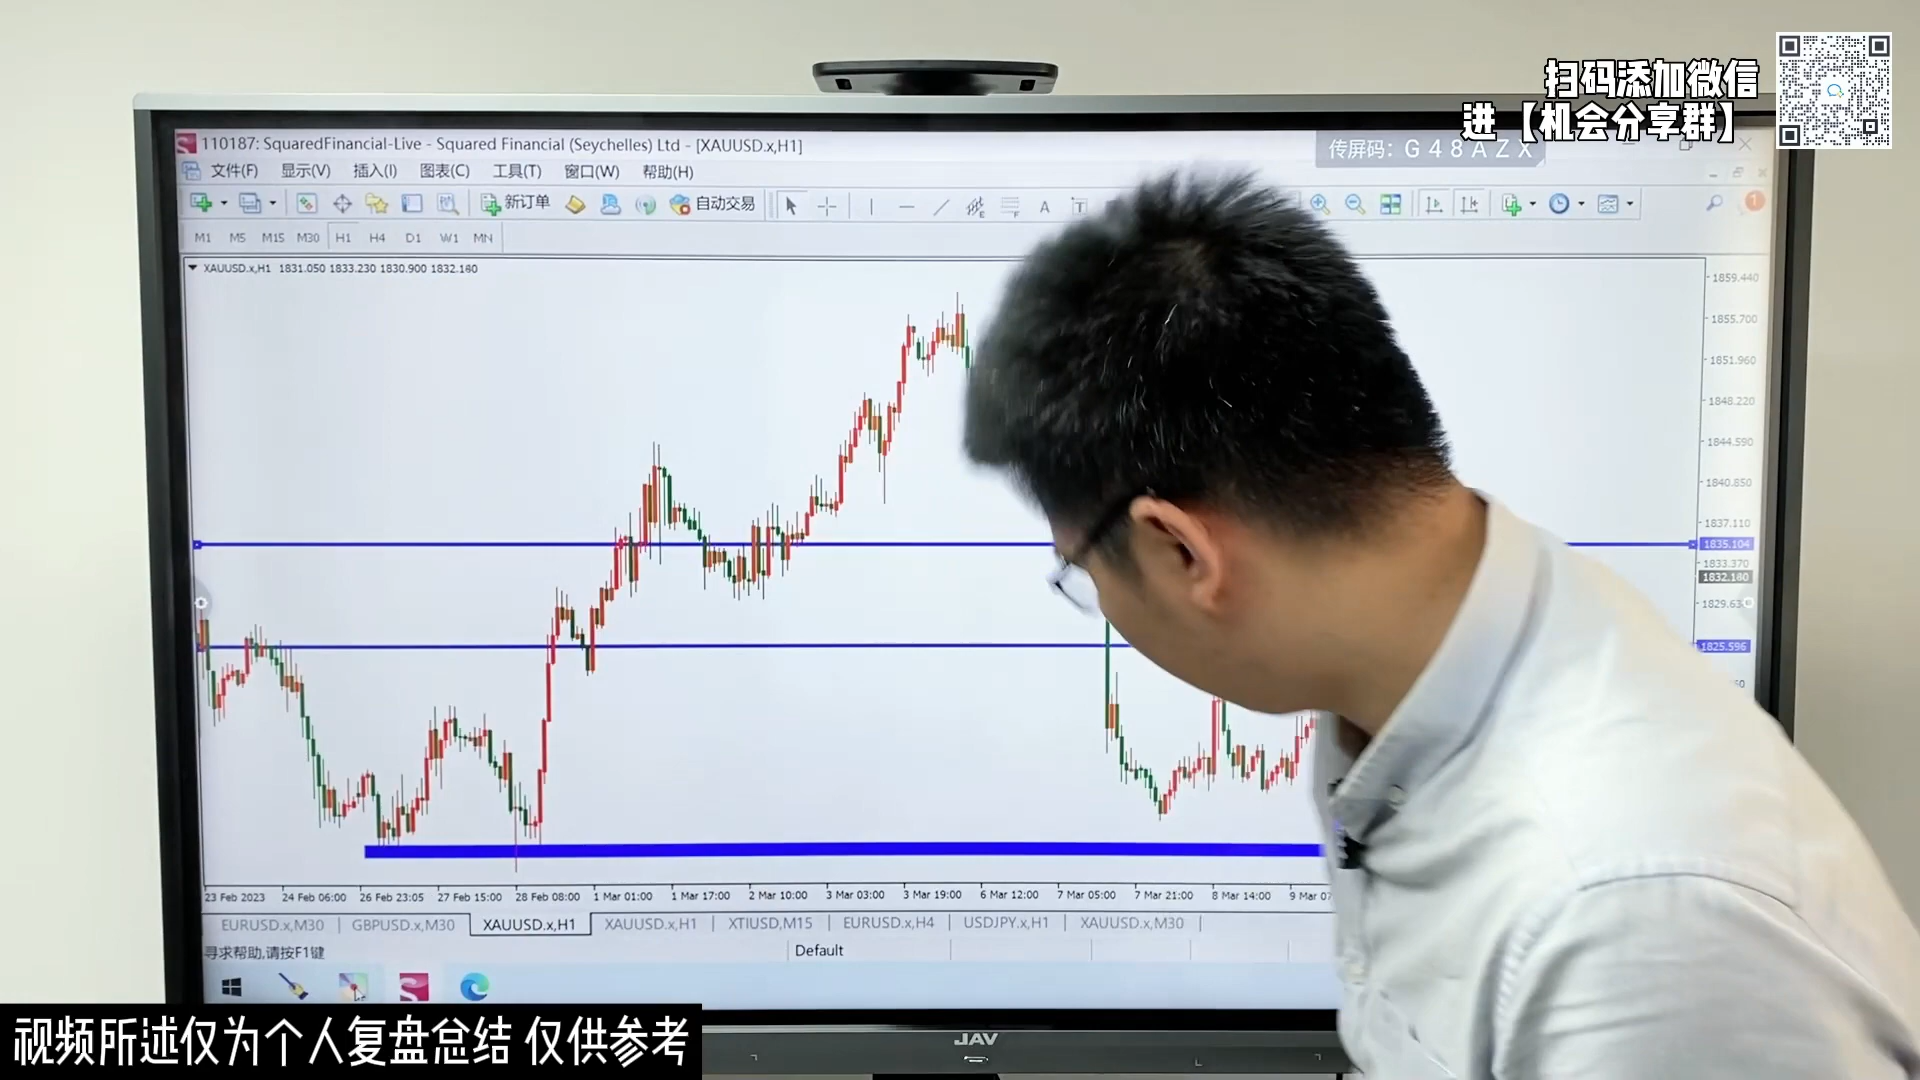 扫码添加微信
进【机会分享群】
110187: SquaredFinancial-Live - Squared Financial (Seychelles) Ltd - [XAUUSD.x,H1]
传屏码：G48AZX
文件(F) 显示(V) 插入(I) 图表(C) 工具(T) 窗口(W) 帮助(H)
新订单 自动交易
M1 M5 M15 M30 H1 H4 D1 W1 MN
XAUUSD.x,H1 1831.050 1833.230 1830.900 1832.180
1859.440
1855.700
1851.960
1848.220
1844.590
1840.850
1837.110
1835.104
1833.370
1832.180
1829.63
1825.596
23 Feb 2023 24 Feb 06:00 26 Feb 23:05 27 Feb 15:00 28 Feb 08:00 1 Mar 01:00 1 Mar 17:00 2 Mar 10:00 3 Mar 03:00 3 Mar 19:00 6 Mar 12:00 7 Mar 05:00 7 Mar 21:00 8 Mar 14:00 9 Mar 07
EURUSD.x,M30 GBPUSD.x,M30 XAUUSD.x,H1 XAUUSD.x,H1 XTIUSD,M15 EURUSD.x,H4 USDJPY.x,H1 XAUUSD.x,M30
寻求帮助,请按F1键 Default
JAV
视频所述仅为个人复盘总结 仅供参考